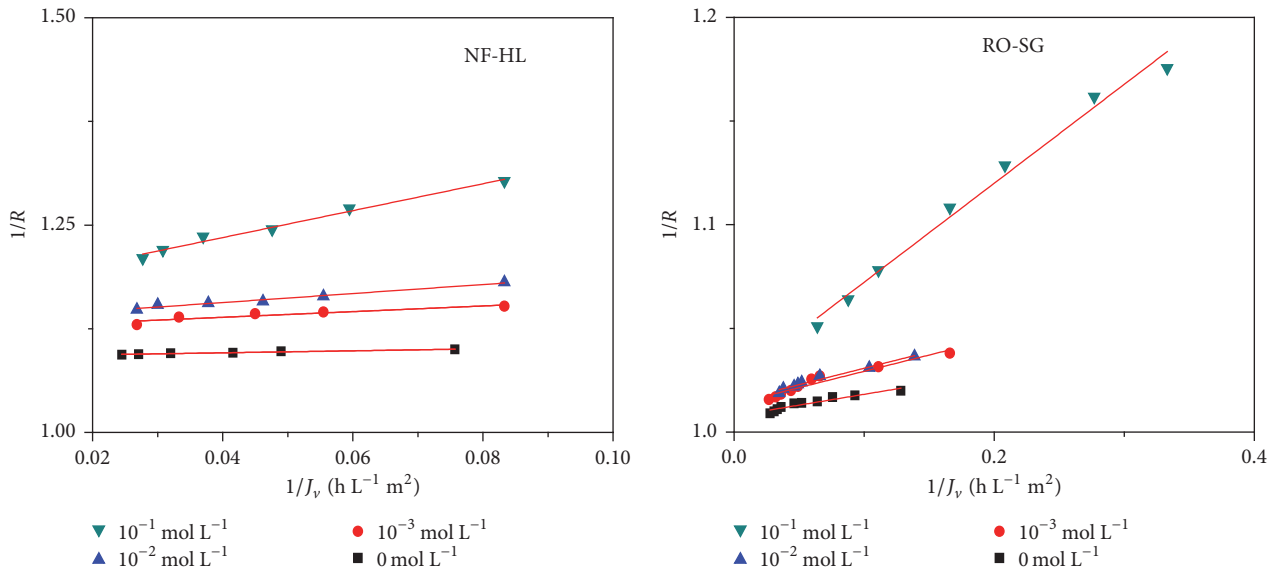 NF-HL
1.50
1.25
1.00
1/R
0.02
0.04
0.06
0.08
0.10
1/Jᵥ (h L⁻¹ m²)
10⁻¹ mol L⁻¹
10⁻² mol L⁻¹
10⁻³ mol L⁻¹
0 mol L⁻¹
RO-SG
1.2
1.1
1.0
1/R
0.0
0.2
0.4
1/Jᵥ (h L⁻¹ m²)
10⁻¹ mol L⁻¹
10⁻² mol L⁻¹
10⁻³ mol L⁻¹
0 mol L⁻¹